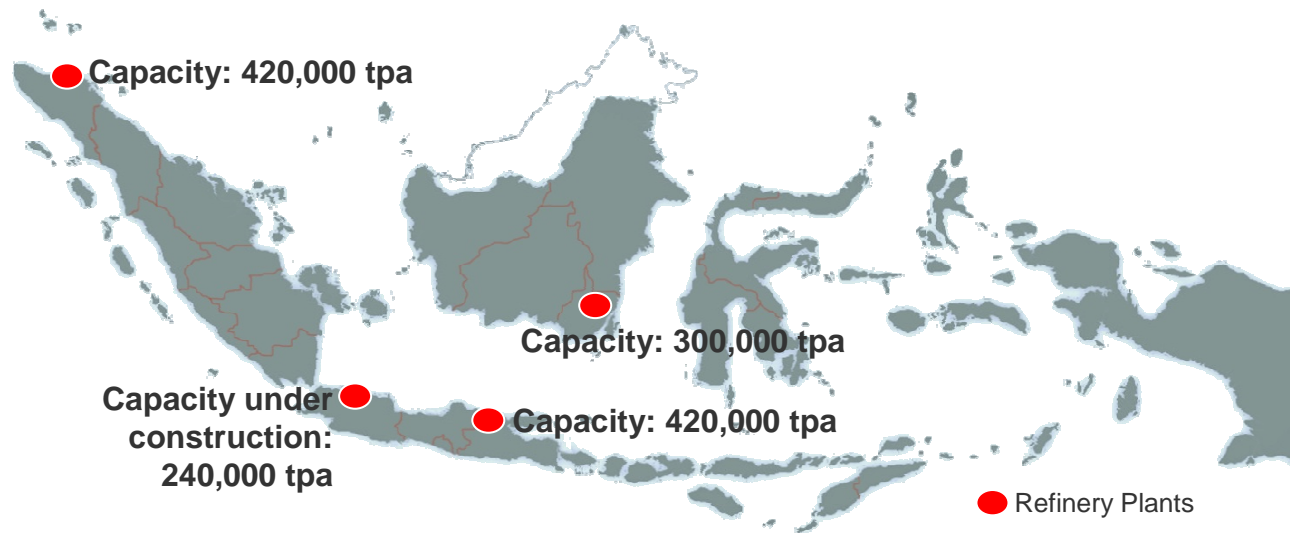 Capacity: 420,000 tpa
Capacity: 300,000 tpa
Capacity under
construction:
240,000 tpa
Capacity: 420,000 tpa
Refinery Plants